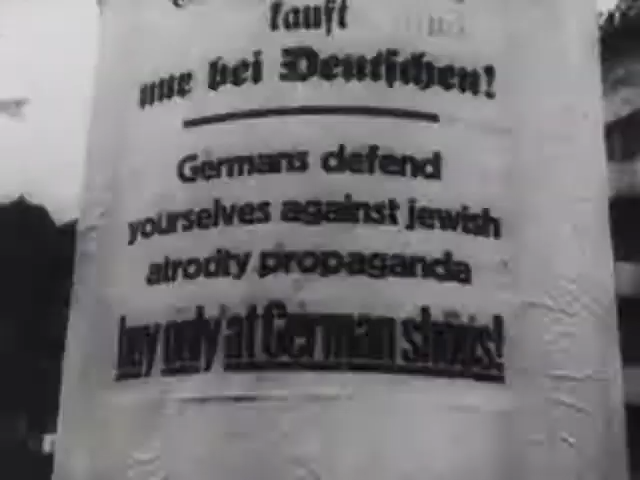 kauft
nur bei Deutschen!
Germans defend
yourselves against jewish
atrocity propaganda
buy only at German shops!